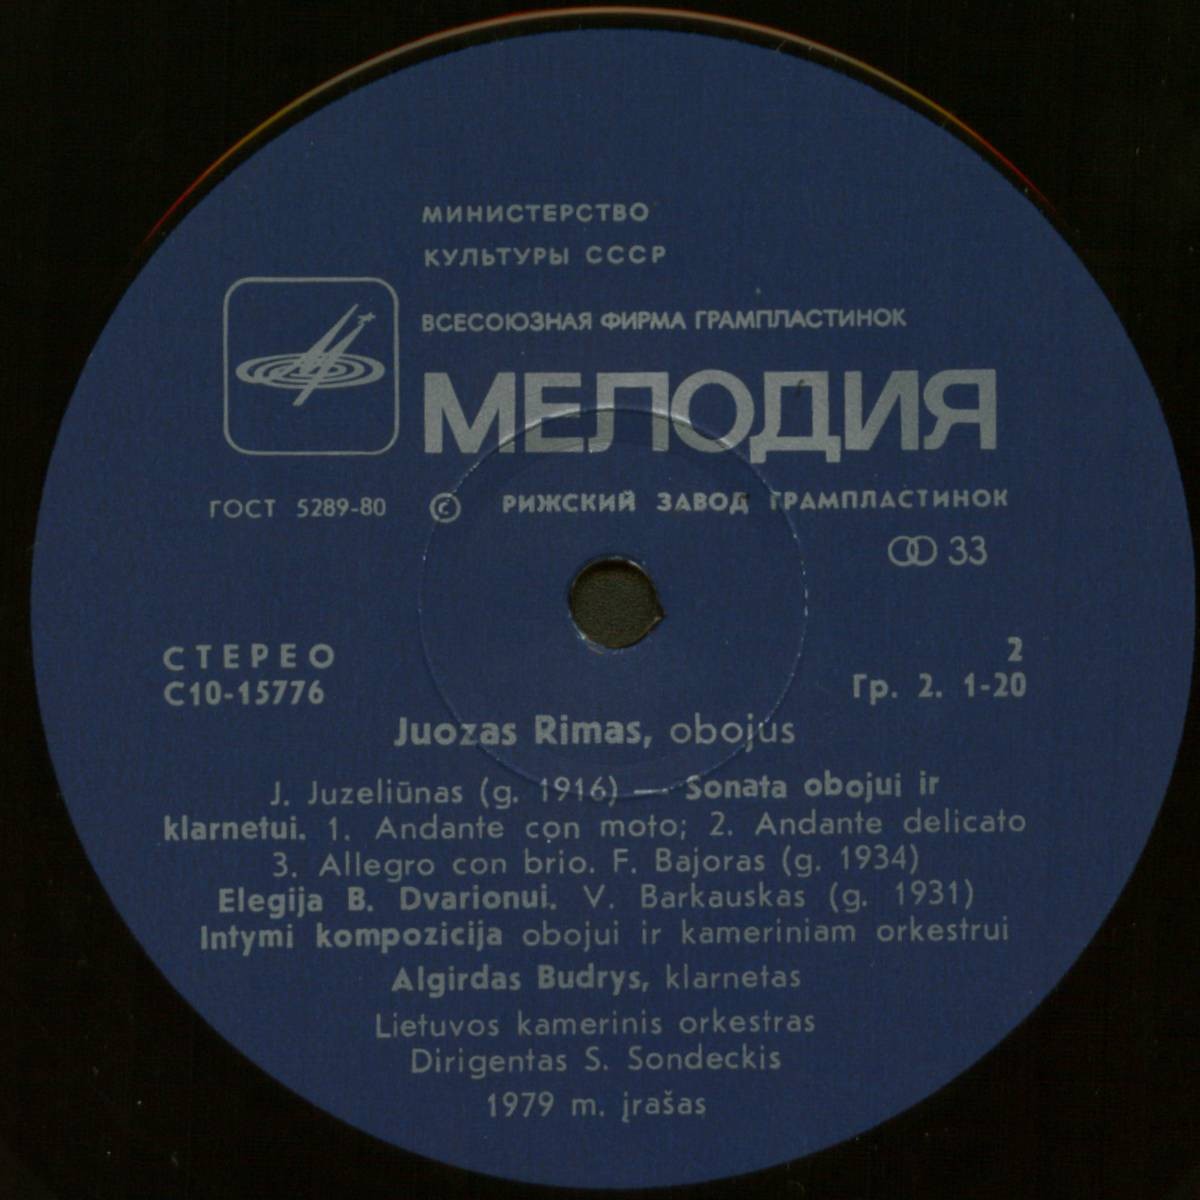 МИНИСТЕРСТВО
КУЛЬТУРЫ СССР
ВСЕСОЮЗНАЯ ФИРМА ГРАМПЛАСТИНОК
МЕЛОДИЯ
ГОСТ 5289-80 © РИЖСКИЙ ЗАВОД ГРАМПЛАСТИНОК
33
СТЕРЕО 2
С10-15776 Гр. 2. 1-20
Juozas Rimas, obojus
J. Juzeliūnas (g. 1916) — Sonata obojui ir
klarnetui. 1. Andante con moto; 2. Andante delicato
3. Allegro con brio. F. Bajoras (g. 1934)
Elegija B. Dvarionui. V. Barkauskas (g. 1931)
Intymi kompozicija obojui ir kameriniam orkestrui
Algirdas Budrys, klarnetas
Lietuvos kamerinis orkestras
Dirigentas S. Sondeckis
1979 m. įrašas